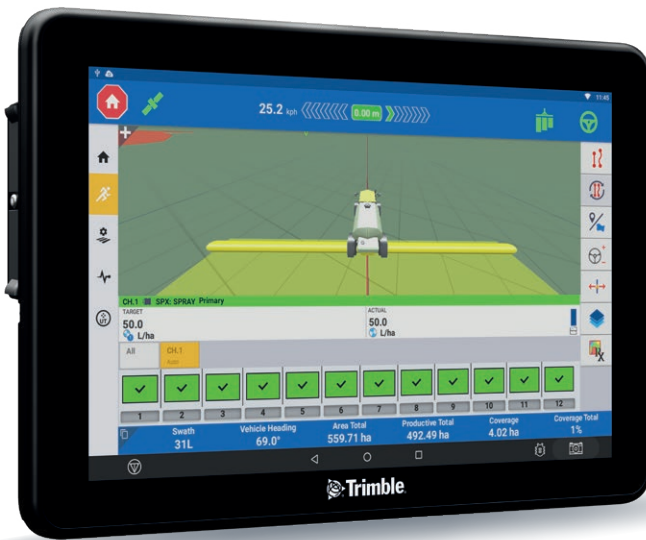 11:45
25.2 kph
0.00 m
CH.1 SPX: SPRAY Primary
TARGET
50.0
L/ha
ACTUAL
50.0
L/ha
UT
All
CH.1
Auto
Rx
1 2 3 4 5 6 7 8 9 10 11 12
Swath
31L
Vehicle Heading
69.0°
Area Total
559.71 ha
Productive Total
492.49 ha
Coverage
4.02 ha
Coverage Total
1%
Trimble